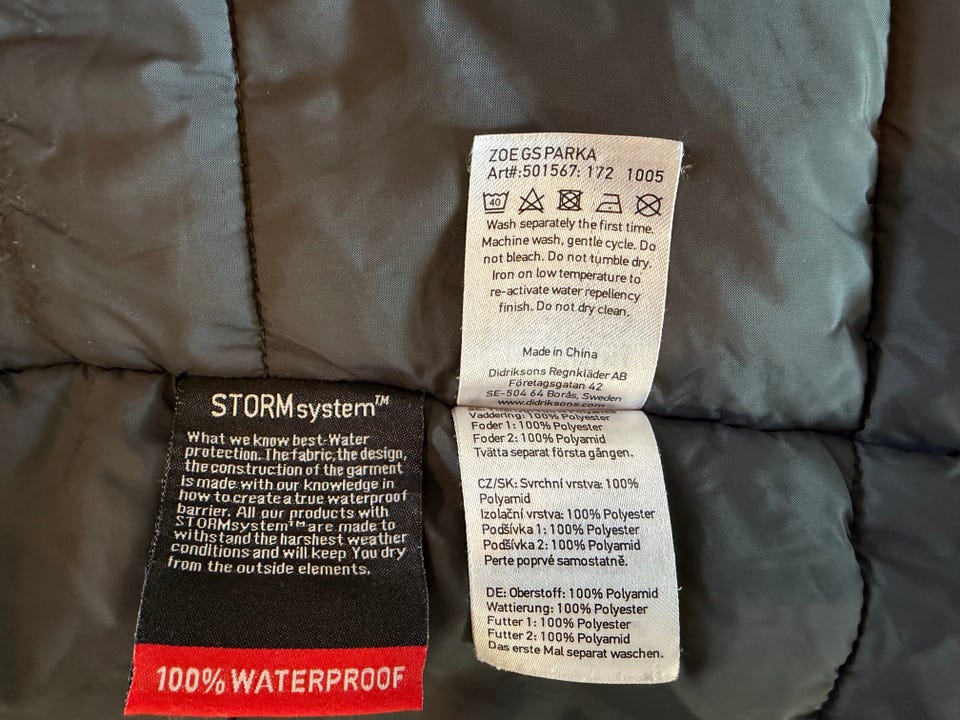 ZOE GS PARKA
Art#:501567: 172 1005
40
Wash separately the first time.
Machine wash, gentle cycle. Do
not bleach. Do not tumble dry.
Iron on low temperature to
re-activate water repellency
finish. Do not dry clean.
Made in China
Didriksons Regnkläder AB
Företagsgatan 42
SE-504 64 Borås, Sweden
www.didriksons.com
Vaddering: 100% Polyester
Foder 1: 100% Polyester
Foder 2: 100% Polyamid
Tvätta separat första gången.
CZ/SK: Svrchní vrstva: 100%
Polyamid
Izolační vrstva: 100% Polyester
Podšívka 1: 100% Polyester
Podšívka 2: 100% Polyamid
Perte poprvé samostatně.
DE: Oberstoff: 100% Polyamid
Wattierung: 100% Polyester
Futter 1: 100% Polyester
Futter 2: 100% Polyamid
Das erste Mal separat waschen.
STORMsystem™
What we know best-Water
protection. The fabric, the design,
the construction of the garment
is made with our knowledge in
how to create a true waterproof
barrier. All our products with
STORMsystem™ are made to
withstand the harshest weather
conditions and will keep You dry
from the outside elements.
100% WATERPROOF